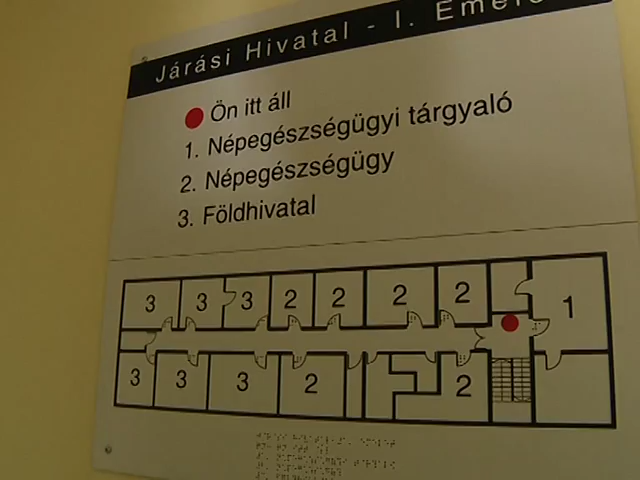 Járási Hivatal - I. Emelet
Ön itt áll
1. Népegészségügyi tárgyaló
2. Népegészségügy
3. Földhivatal
3 3 3 2 2 2 2 1
3 3 3 2 2